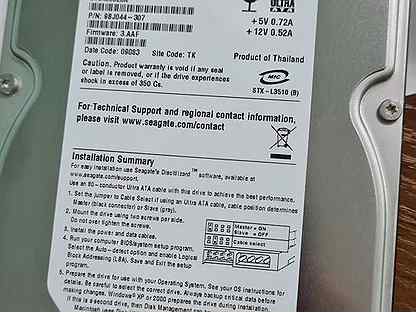 P/N: 9BJ044-307
Firmware: 3.AAF
Date Code: 09083    Site Code: TK
ULTRA
ATA
+5V 0.72A
+12V 0.52A
Product of Thailand
Caution. Product warranty is void if any seal
or label is removed, or if the drive experiences
shock in excess of 350 Gs.
MIC
STX-L3510 (B)
For Technical Support and regional contact information,
please visit www.seagate.com/contact
Installation Summary
For easy installation use Seagate's DiscWizard™ software, available at
www.seagate.com/support.
Use an 80-conductor Ultra ATA cable with this drive to achieve the best performance.
1. Set the jumper to Cable Select if using an Ultra ATA cable, cable position determines
Master (black connector) or Slave (gray).
2. Mount the drive using two screws per side.
Do not over tighten the screws.
3. Install the power and data cables.
4. Run your computer BIOS/system setup program.
Select the Auto-detect option and enable Logical
Block Addressing (LBA). Save and Exit the setup
program.
Master = ON
Slave = OFF
Cable select
5. Prepare the drive for use with your Operating System. See your OS instructions for
details. Be careful to select the correct drive. Always backup critical data before
making changes. Windows® XP or 2000 prepares the drive during installation.
If this is a second drive, then Disk Management can